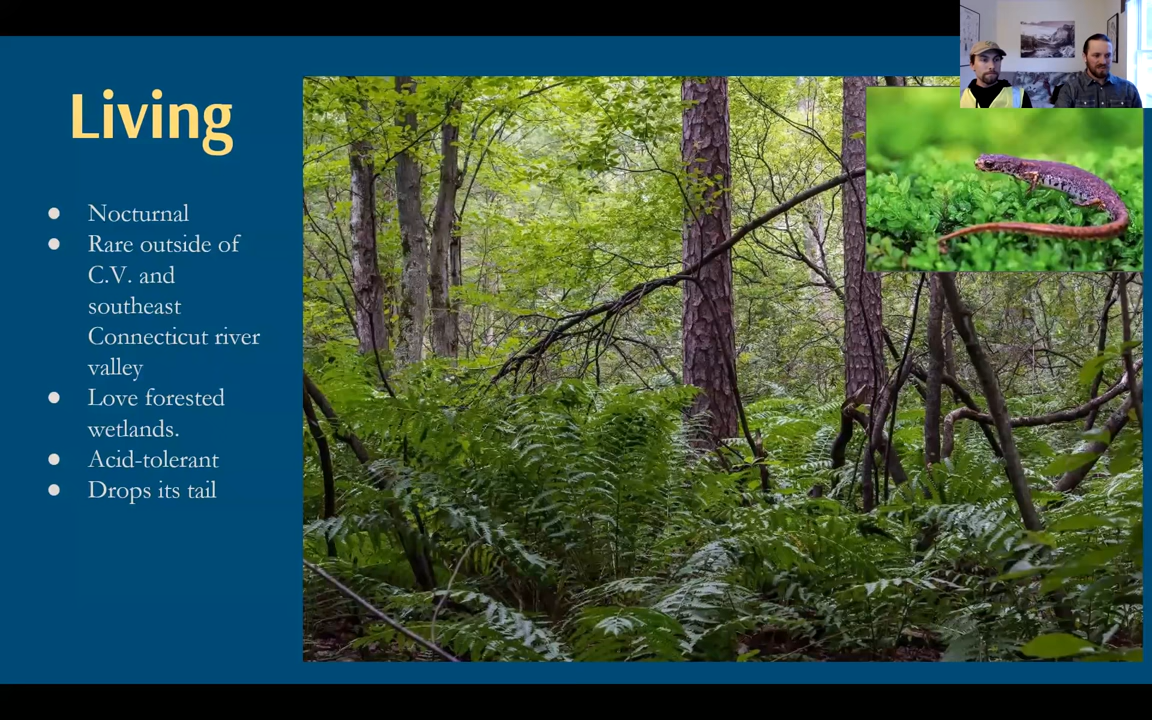 Living
● Nocturnal
● Rare outside of
C.V. and
southeast
Connecticut river
valley
● Love forested
wetlands.
● Acid-tolerant
● Drops its tail